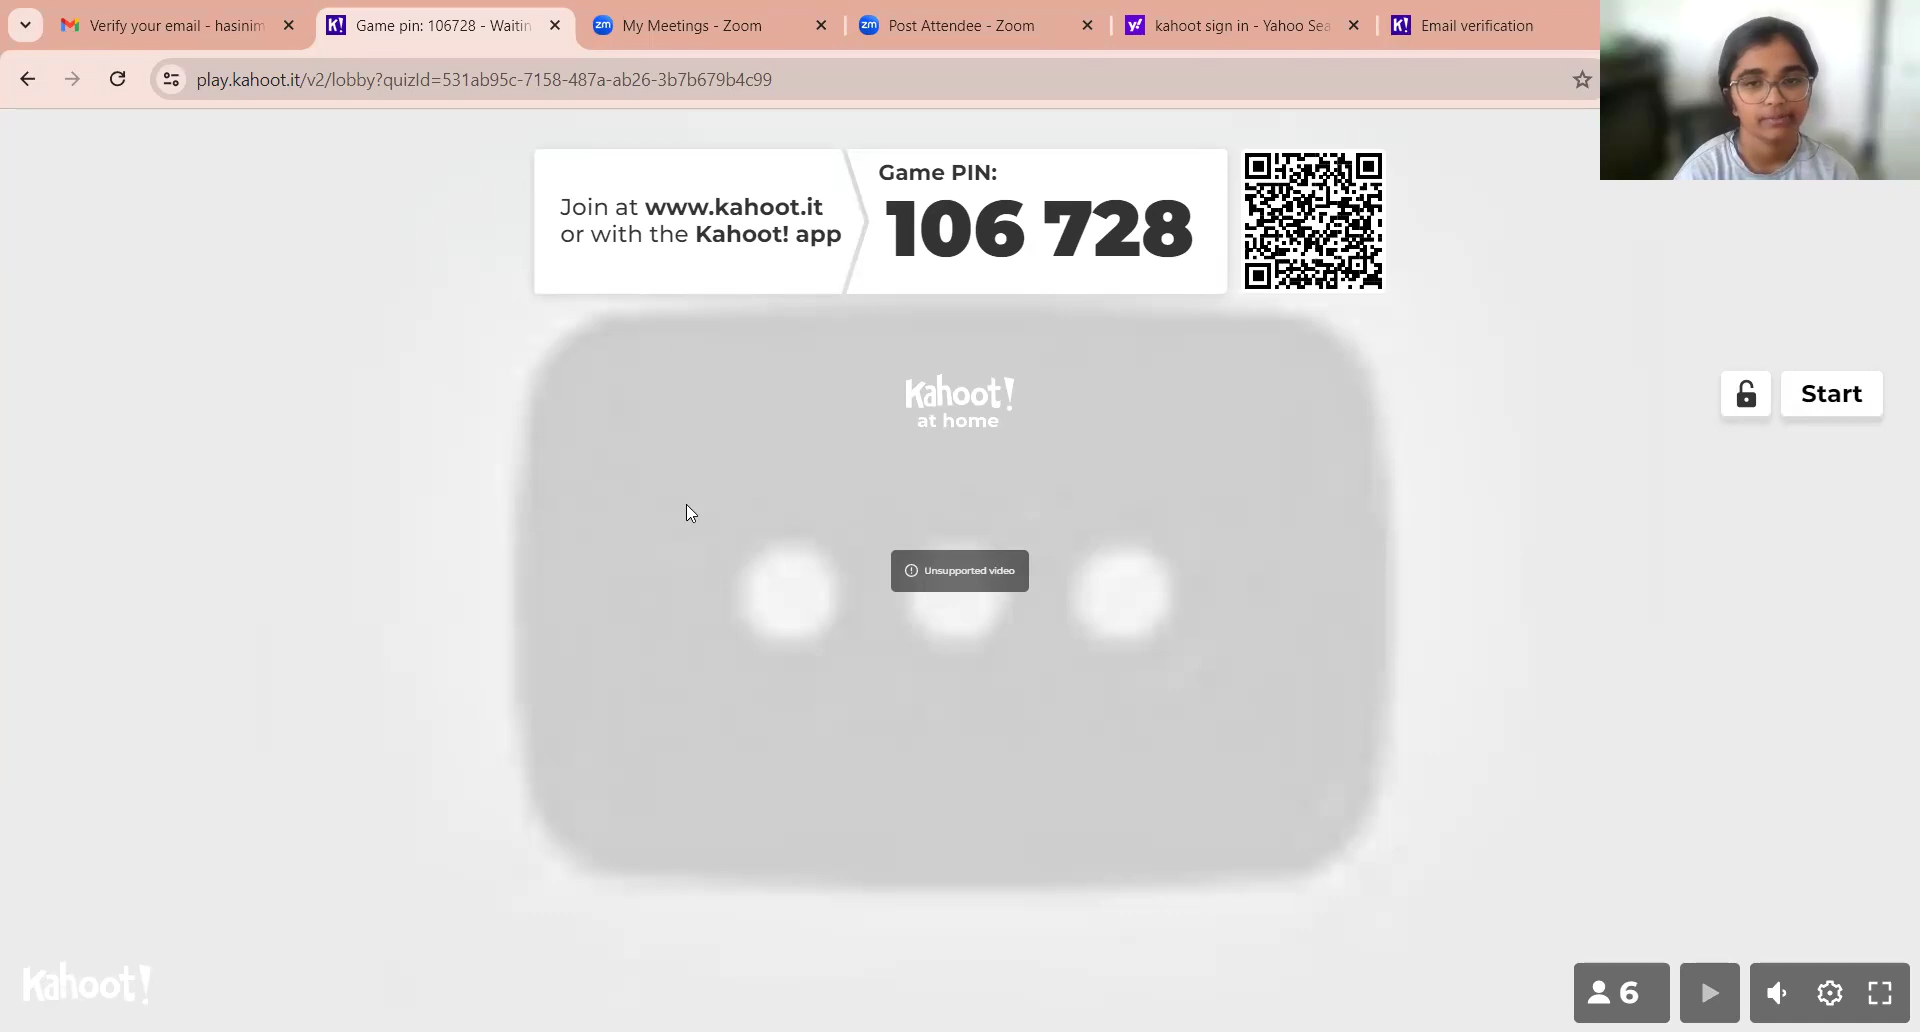 Verify your email - hasinim
Game pin: 106728 - Waitin
My Meetings - Zoom
Post Attendee - Zoom
kahoot sign in - Yahoo Sea
Email verification
play.kahoot.it/v2/lobby?quizId=531ab95c-7158-487a-ab26-3b7b679b4c99
Join at www.kahoot.it
or with the Kahoot! app
Game PIN:
106 728
Kahoot!
at home
Start
Unsupported video
Kahoot!
6